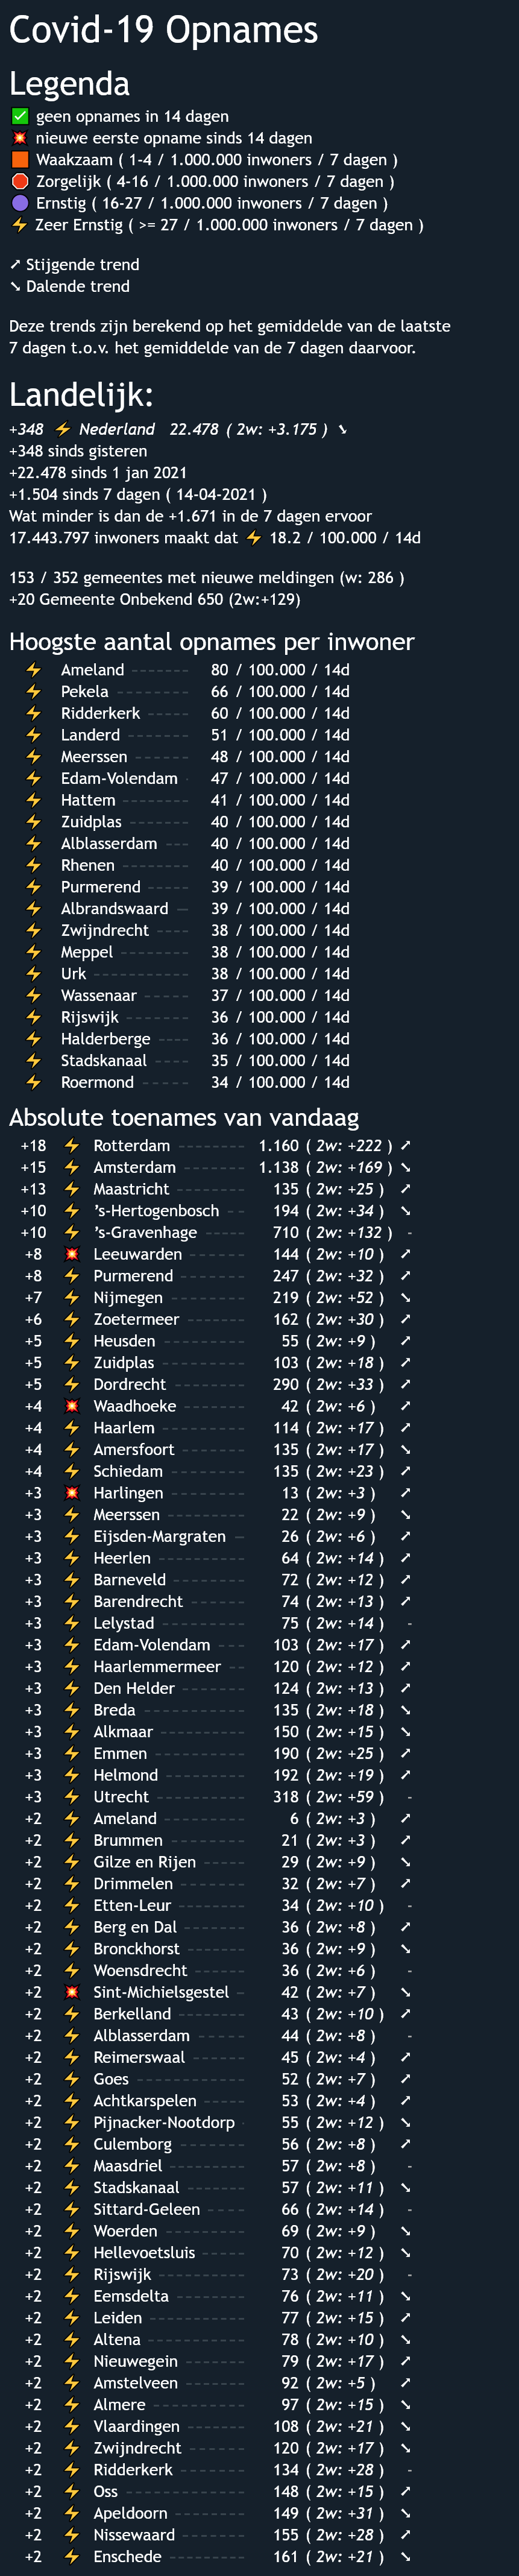 Covid-19 Opnames
Legenda
✅ geen opnames in 14 dagen
💥 nieuwe eerste opname sinds 14 dagen
🟧 Waakzaam ( 1-4 / 1.000.000 inwoners / 7 dagen )
🛑 Zorgelijk ( 4-16 / 1.000.000 inwoners / 7 dagen )
🟣 Ernstig ( 16-27 / 1.000.000 inwoners / 7 dagen )
⚡ Zeer Ernstig ( >= 27 / 1.000.000 inwoners / 7 dagen )
➚ Stijgende trend
➘ Dalende trend
Deze trends zijn berekend op het gemiddelde van de laatste
7 dagen t.o.v. het gemiddelde van de 7 dagen daarvoor.
Landelijk:
+348 ⚡ Nederland 22.478 ( 2w: +3.175 ) ➘
+348 sinds gisteren
+22.478 sinds 1 jan 2021
+1.504 sinds 7 dagen ( 14-04-2021 )
Wat minder is dan de +1.671 in de 7 dagen ervoor
17.443.797 inwoners maakt dat ⚡ 18.2 / 100.000 / 14d
153 / 352 gemeentes met nieuwe meldingen (w: 286 )
+20 Gemeente Onbekend 650 (2w:+129)
Hoogste aantal opnames per inwoner
⚡ Ameland 80 / 100.000 / 14d
⚡ Pekela 66 / 100.000 / 14d
⚡ Ridderkerk 60 / 100.000 / 14d
⚡ Landerd 51 / 100.000 / 14d
⚡ Meerssen 48 / 100.000 / 14d
⚡ Edam-Volendam 47 / 100.000 / 14d
⚡ Hattem 41 / 100.000 / 14d
⚡ Zuidplas 40 / 100.000 / 14d
⚡ Alblasserdam 40 / 100.000 / 14d
⚡ Rhenen 40 / 100.000 / 14d
⚡ Purmerend 39 / 100.000 / 14d
⚡ Albrandswaard 39 / 100.000 / 14d
⚡ Zwijndrecht 38 / 100.000 / 14d
⚡ Meppel 38 / 100.000 / 14d
⚡ Urk 38 / 100.000 / 14d
⚡ Wassenaar 37 / 100.000 / 14d
⚡ Rijswijk 36 / 100.000 / 14d
⚡ Halderberge 36 / 100.000 / 14d
⚡ Stadskanaal 35 / 100.000 / 14d
⚡ Roermond 34 / 100.000 / 14d
Absolute toenames van vandaag
+18 ⚡ Rotterdam 1.160 ( 2w: +222 ) ➚
+15 ⚡ Amsterdam 1.138 ( 2w: +169 ) ➘
+13 ⚡ Maastricht 135 ( 2w: +25 ) ➚
+10 ⚡ 's-Hertogenbosch 194 ( 2w: +34 ) ➘
+10 ⚡ 's-Gravenhage 710 ( 2w: +132 ) -
+8 💥 Leeuwarden 144 ( 2w: +10 ) ➚
+8 ⚡ Purmerend 247 ( 2w: +32 ) ➚
+7 ⚡ Nijmegen 219 ( 2w: +52 ) ➘
+6 ⚡ Zoetermeer 162 ( 2w: +30 ) ➚
+5 ⚡ Heusden 55 ( 2w: +9 ) ➚
+5 ⚡ Zuidplas 103 ( 2w: +18 ) ➚
+5 ⚡ Dordrecht 290 ( 2w: +33 ) ➚
+4 💥 Waadhoeke 42 ( 2w: +6 ) ➚
+4 ⚡ Haarlem 114 ( 2w: +17 ) ➚
+4 ⚡ Amersfoort 135 ( 2w: +17 ) ➘
+4 ⚡ Schiedam 135 ( 2w: +23 ) ➚
+3 💥 Harlingen 13 ( 2w: +3 ) ➚
+3 ⚡ Meerssen 22 ( 2w: +9 ) ➘
+3 ⚡ Eijsden-Margraten 26 ( 2w: +6 ) ➚
+3 ⚡ Heerlen 64 ( 2w: +14 ) ➚
+3 ⚡ Barneveld 72 ( 2w: +12 ) ➚
+3 ⚡ Barendrecht 74 ( 2w: +13 ) ➚
+3 ⚡ Lelystad 75 ( 2w: +14 ) -
+3 ⚡ Edam-Volendam 103 ( 2w: +17 ) ➚
+3 ⚡ Haarlemmermeer 120 ( 2w: +12 ) ➚
+3 ⚡ Den Helder 124 ( 2w: +13 ) ➚
+3 ⚡ Breda 135 ( 2w: +18 ) ➘
+3 ⚡ Alkmaar 150 ( 2w: +15 ) ➘
+3 ⚡ Emmen 190 ( 2w: +25 ) ➚
+3 ⚡ Helmond 192 ( 2w: +19 ) ➚
+3 ⚡ Utrecht 318 ( 2w: +59 ) -
+2 ⚡ Ameland 6 ( 2w: +3 ) ➚
+2 ⚡ Brummen 21 ( 2w: +3 ) ➚
+2 ⚡ Gilze en Rijen 29 ( 2w: +9 ) ➘
+2 ⚡ Drimmelen 32 ( 2w: +7 ) ➚
+2 ⚡ Etten-Leur 34 ( 2w: +10 ) -
+2 ⚡ Berg en Dal 36 ( 2w: +8 ) ➚
+2 ⚡ Bronckhorst 36 ( 2w: +9 ) ➘
+2 ⚡ Woensdrecht 36 ( 2w: +6 ) -
+2 💥 Sint-Michielsgestel 42 ( 2w: +7 ) ➘
+2 ⚡ Berkelland 43 ( 2w: +10 ) ➚
+2 ⚡ Alblasserdam 44 ( 2w: +8 ) -
+2 ⚡ Reimerswaal 45 ( 2w: +4 ) ➚
+2 ⚡ Goes 52 ( 2w: +7 ) ➚
+2 ⚡ Achtkarspelen 53 ( 2w: +4 ) ➚
+2 ⚡ Pijnacker-Nootdorp 55 ( 2w: +12 ) ➘
+2 ⚡ Culemborg 56 ( 2w: +8 ) ➚
+2 ⚡ Maasdriel 57 ( 2w: +8 ) -
+2 ⚡ Stadskanaal 57 ( 2w: +11 ) ➘
+2 ⚡ Sittard-Geleen 66 ( 2w: +14 ) -
+2 ⚡ Woerden 69 ( 2w: +9 ) ➘
+2 ⚡ Hellevoetsluis 70 ( 2w: +12 ) ➘
+2 ⚡ Rijswijk 73 ( 2w: +20 ) -
+2 ⚡ Eemsdelta 76 ( 2w: +11 ) ➘
+2 ⚡ Leiden 77 ( 2w: +15 ) ➚
+2 ⚡ Altena 78 ( 2w: +10 ) ➘
+2 ⚡ Nieuwegein 79 ( 2w: +17 ) ➚
+2 ⚡ Amstelveen 92 ( 2w: +5 ) ➚
+2 ⚡ Almere 97 ( 2w: +15 ) ➘
+2 ⚡ Vlaardingen 108 ( 2w: +21 ) ➘
+2 ⚡ Zwijndrecht 120 ( 2w: +17 ) ➘
+2 ⚡ Ridderkerk 134 ( 2w: +28 ) -
+2 ⚡ Oss 148 ( 2w: +15 ) ➚
+2 ⚡ Apeldoorn 149 ( 2w: +31 ) ➘
+2 ⚡ Nissewaard 155 ( 2w: +28 ) ➚
+2 ⚡ Enschede 161 ( 2w: +21 ) ➘